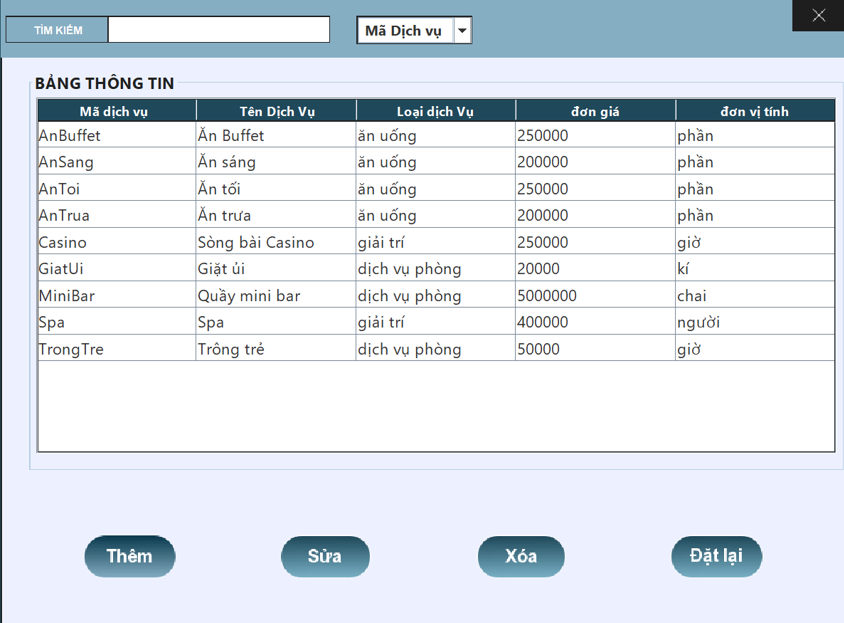 TÌM KIẾM Mã Dịch vụ
BẢNG THÔNG TIN
Mã dịch vụ Tên Dịch Vụ Loại dịch Vụ đơn giá đơn vị tính
AnBuffet Ăn Buffet ăn uống 250000 phần
AnSang Ăn sáng ăn uống 200000 phần
AnToi Ăn tối ăn uống 250000 phần
AnTrua Ăn trưa ăn uống 200000 phần
Casino Sòng bài Casino giải trí 250000 giờ
GiatUi Giặt ủi dịch vụ phòng 20000 kí
MiniBar Quầy mini bar dịch vụ phòng 5000000 chai
Spa Spa giải trí 400000 người
TrongTre Trông trẻ dịch vụ phòng 50000 giờ
Thêm Sửa Xóa Đặt lại